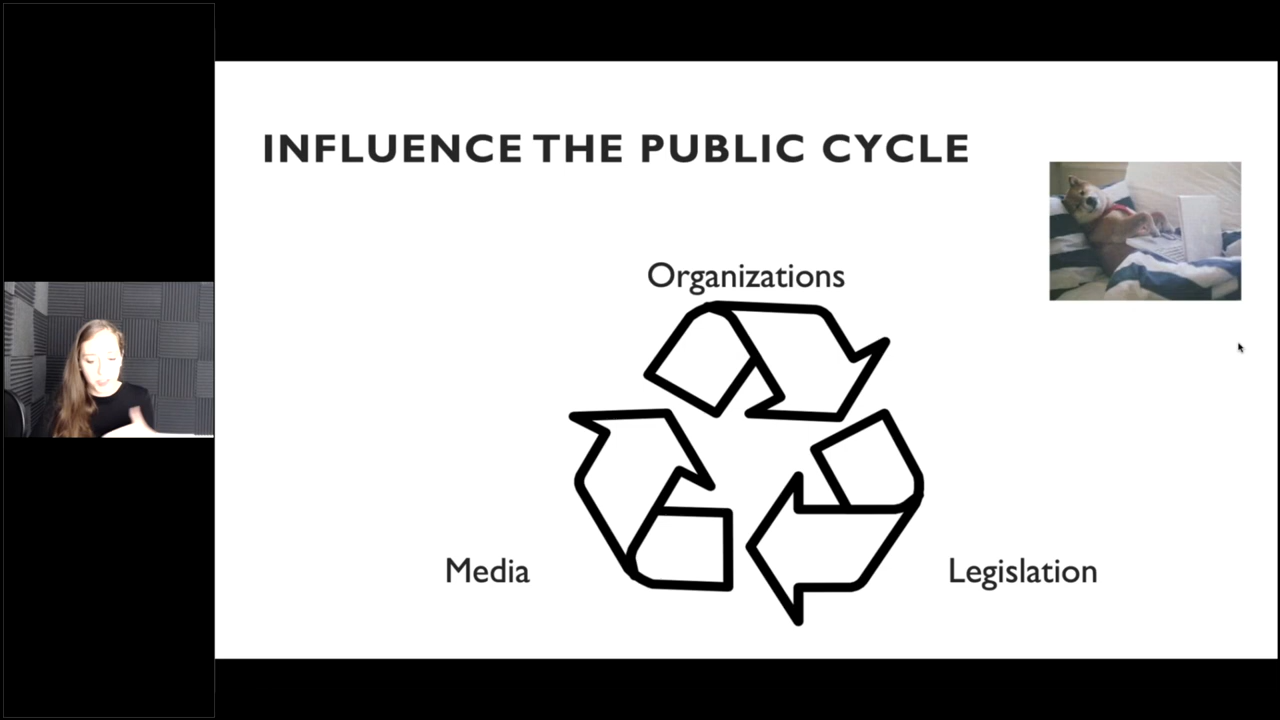 INFLUENCE THE PUBLIC CYCLE
Organizations
Media
Legislation